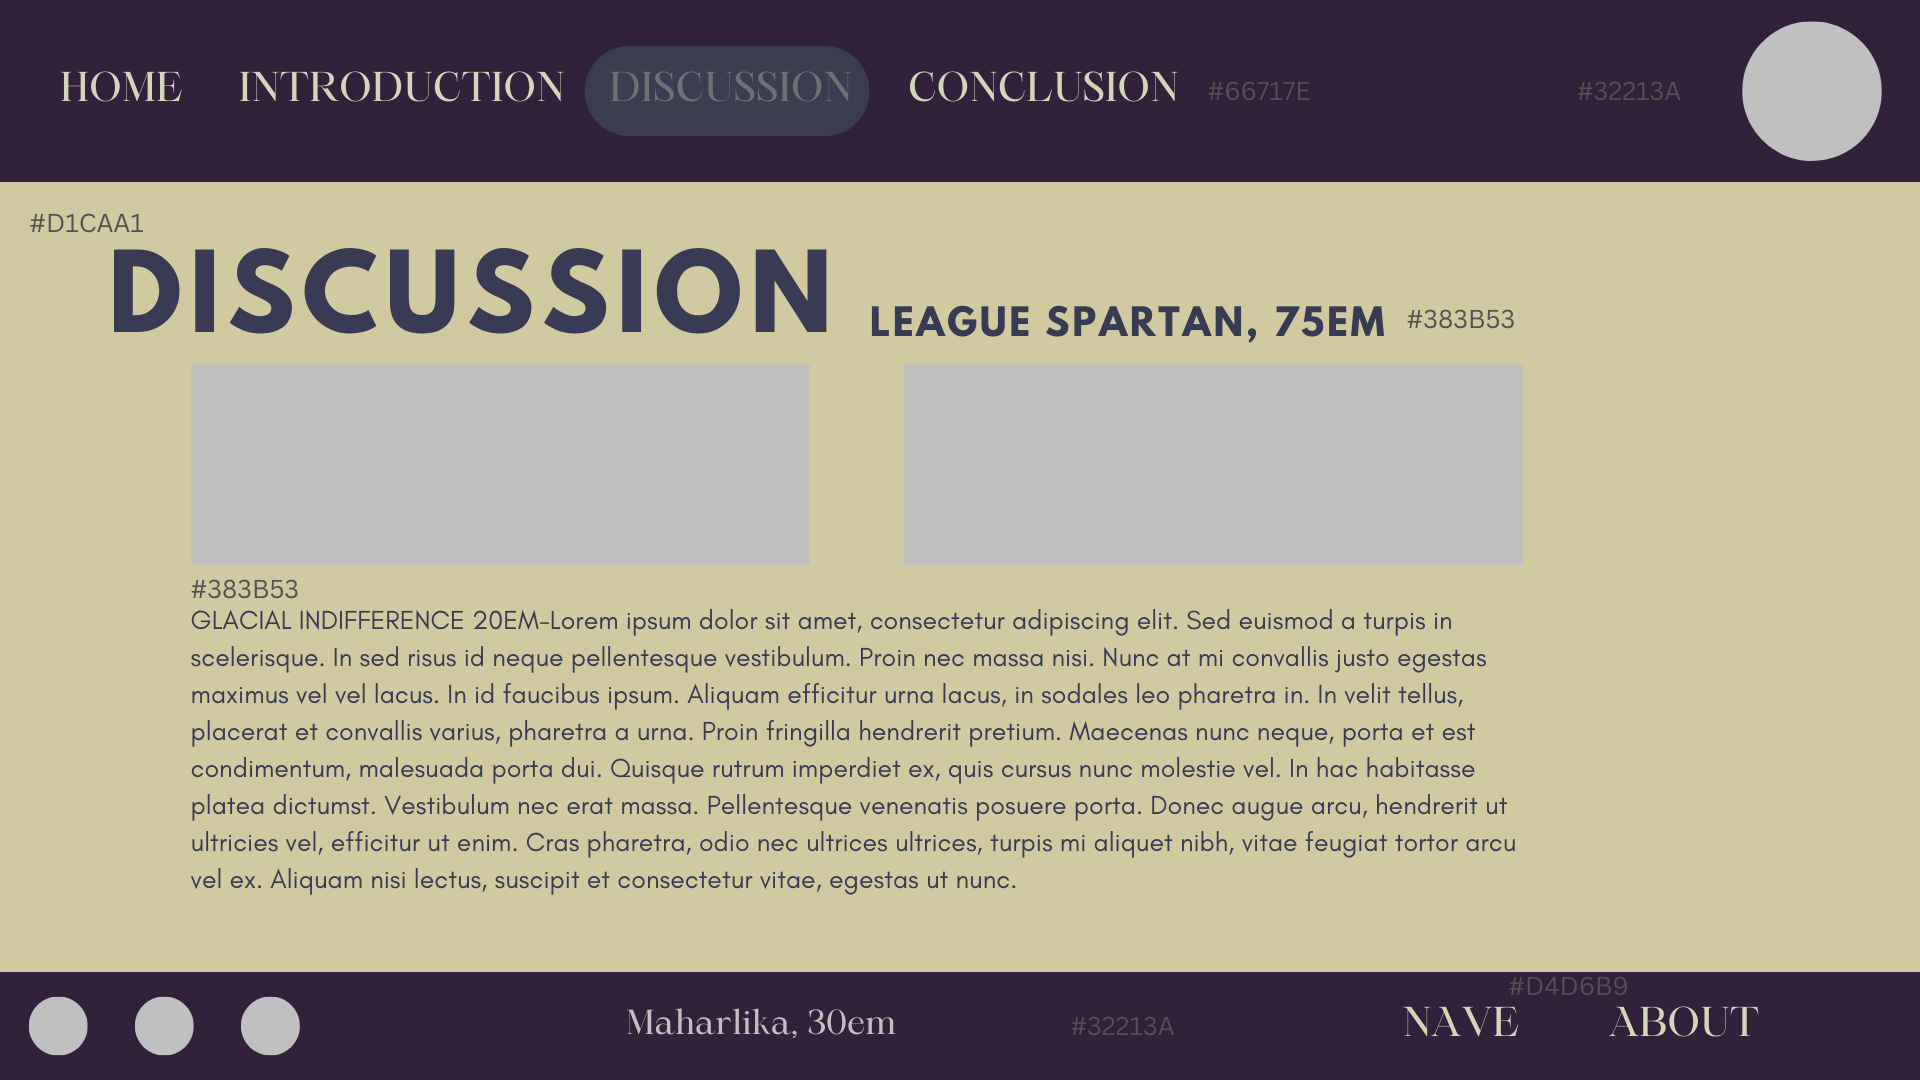 HOME INTRODUCTION DISCUSSION CONCLUSION #66717E #32213A
#D1CAA1
DISCUSSION LEAGUE SPARTAN, 75EM #383B53
#383B53
GLACIAL INDIFFERENCE 20EM-Lorem ipsum dolor sit amet, consectetur adipiscing elit. Sed euismod a turpis in
scelerisque. In sed risus id neque pellentesque vestibulum. Proin nec massa nisi. Nunc at mi convallis justo egestas
maximus vel vel lacus. In id faucibus ipsum. Aliquam efficitur urna lacus, in sodales leo pharetra in. In velit tellus,
placerat et convallis varius, pharetra a urna. Proin fringilla hendrerit pretium. Maecenas nunc neque, porta et est
condimentum, malesuada porta dui. Quisque rutrum imperdiet ex, quis cursus nunc molestie vel. In hac habitasse
platea dictumst. Vestibulum nec erat massa. Pellentesque venenatis posuere porta. Donec augue arcu, hendrerit ut
ultricies vel, efficitur ut enim. Cras pharetra, odio nec ultrices ultrices, turpis mi aliquet nibh, vitae feugiat tortor arcu
vel ex. Aliquam nisi lectus, suscipit et consectetur vitae, egestas ut nunc.
#D4D6B9
Maharlika, 30em #32213A NAVE ABOUT